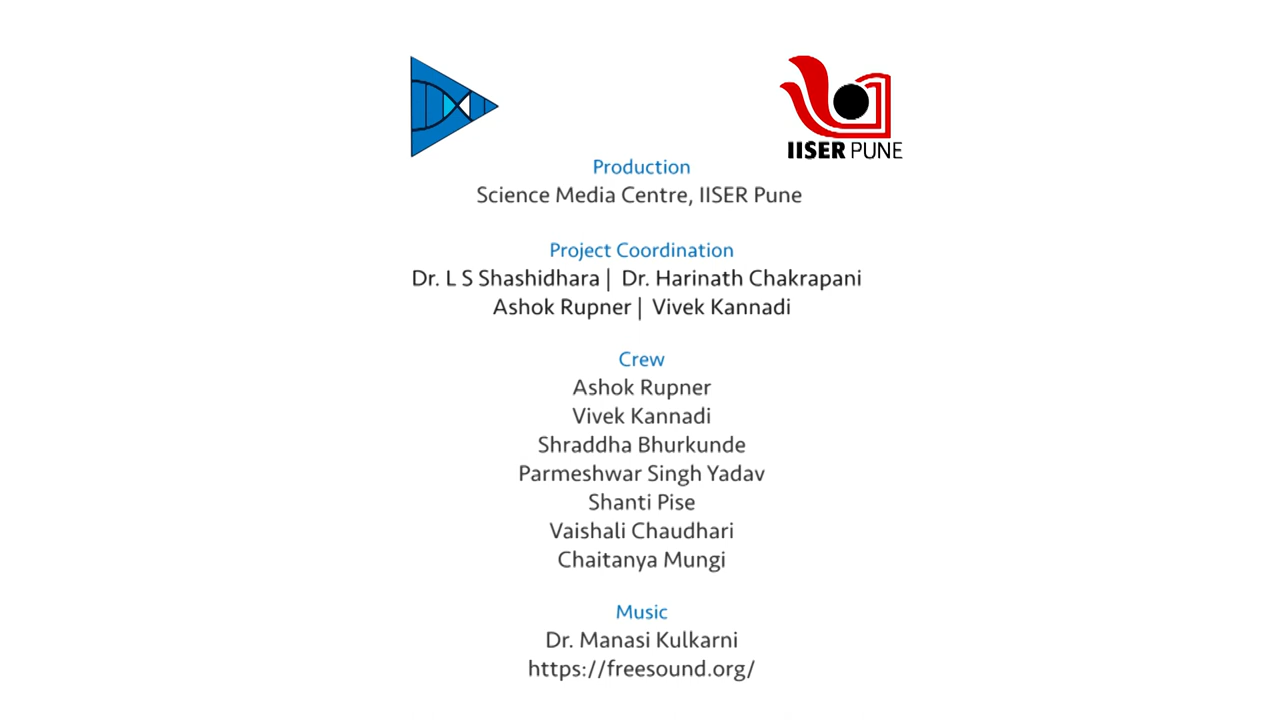 IISER PUNE
Production
Science Media Centre, IISER Pune
Project Coordination
Dr. L S Shashidhara | Dr. Harinath Chakrapani
Ashok Rupner | Vivek Kannadi
Crew
Ashok Rupner
Vivek Kannadi
Shraddha Bhurkunde
Parmeshwar Singh Yadav
Shanti Pise
Vaishali Chaudhari
Chaitanya Mungi
Music
Dr. Manasi Kulkarni
https://freesound.org/